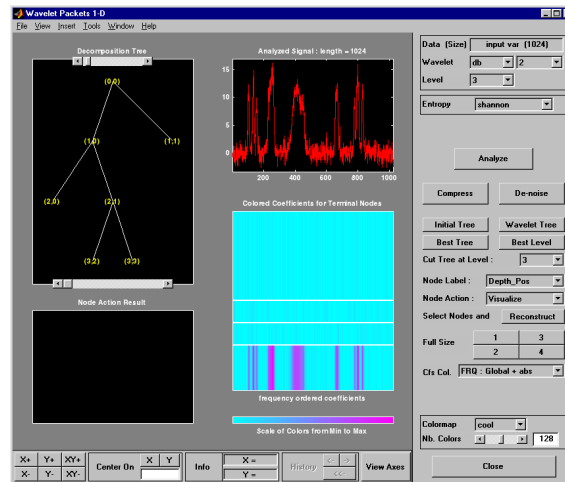 Wavelet Packets 1-D
File View Insert Tools Window Help
Decomposition Tree
(0,0)
(1,0) (1,1)
(2,0) (2,1)
(3,2) (3,3)
Node Action Result
Analyzed Signal : length = 1024
15
10
5
0
200 400 600 800 1000
Colored Coefficients for Terminal Nodes
frequency ordered coefficients
Scale of Colors from Min to Max
Data (Size) input var (1024)
Wavelet db 2
Level 3
Entropy shannon
Analyze
Compress De-noise
Initial Tree Wavelet Tree
Best Tree Best Level
Cut Tree at Level : 3
Node Label : Depth_Pos
Node Action : Visualize
Select Nodes and Reconstruct
Full Size 1 3
2 4
Cfs Col. FRQ : Global + abs
Colormap cool
Nb. Colors 128
Close
X+ Y+ XY+ Center On X Y Info X = History <- -> View Axes
X- Y- XY- Y = <<-